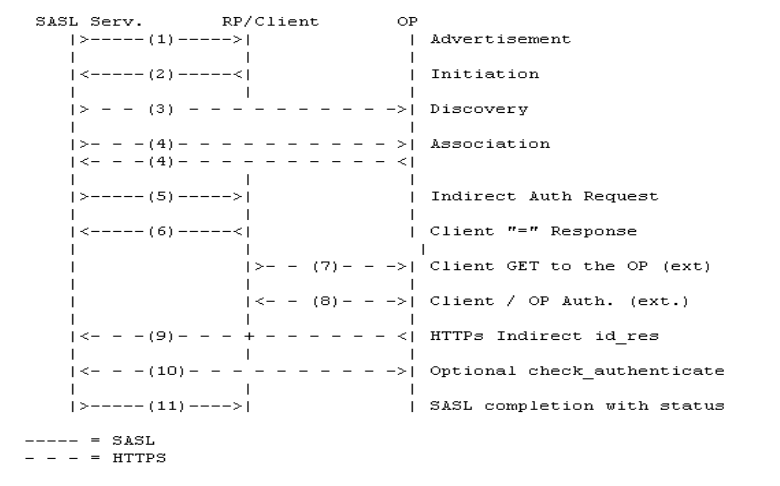 SASL Serv.       RP/Client       OP
|>-----(1)----->|                |  Advertisement
|               |                |
|<-----(2)-----<|                |  Initiation
|               |                |
|> - - (3) - - - - - - - - - - ->|  Discovery
|                                |
|>- - - -(4)- - - - - - - - - - >|  Association
|<- - - -(4)- - - - - - - - - - <|
|               |                |
|>-----(5)----->|                |  Indirect Auth Request
|               |                |
|<-----(6)-----<|                |  Client "=" Response
|               |                |
|               |>- - (7)- - ->|  Client GET to the OP (ext)
|               |                |
|               |<- - (8)- - ->|  Client / OP Auth. (ext.)
|               |                |
|<- - -(9)- - - + - - - - - - - <|  HTTPs Indirect id_res
|               |                |
|<- - -(10)- - - - - - - - - - ->|  Optional check_authenticate
|               |                |
|>-----(11)---->|                |  SASL completion with status
----- = SASL
- - - = HTTPS